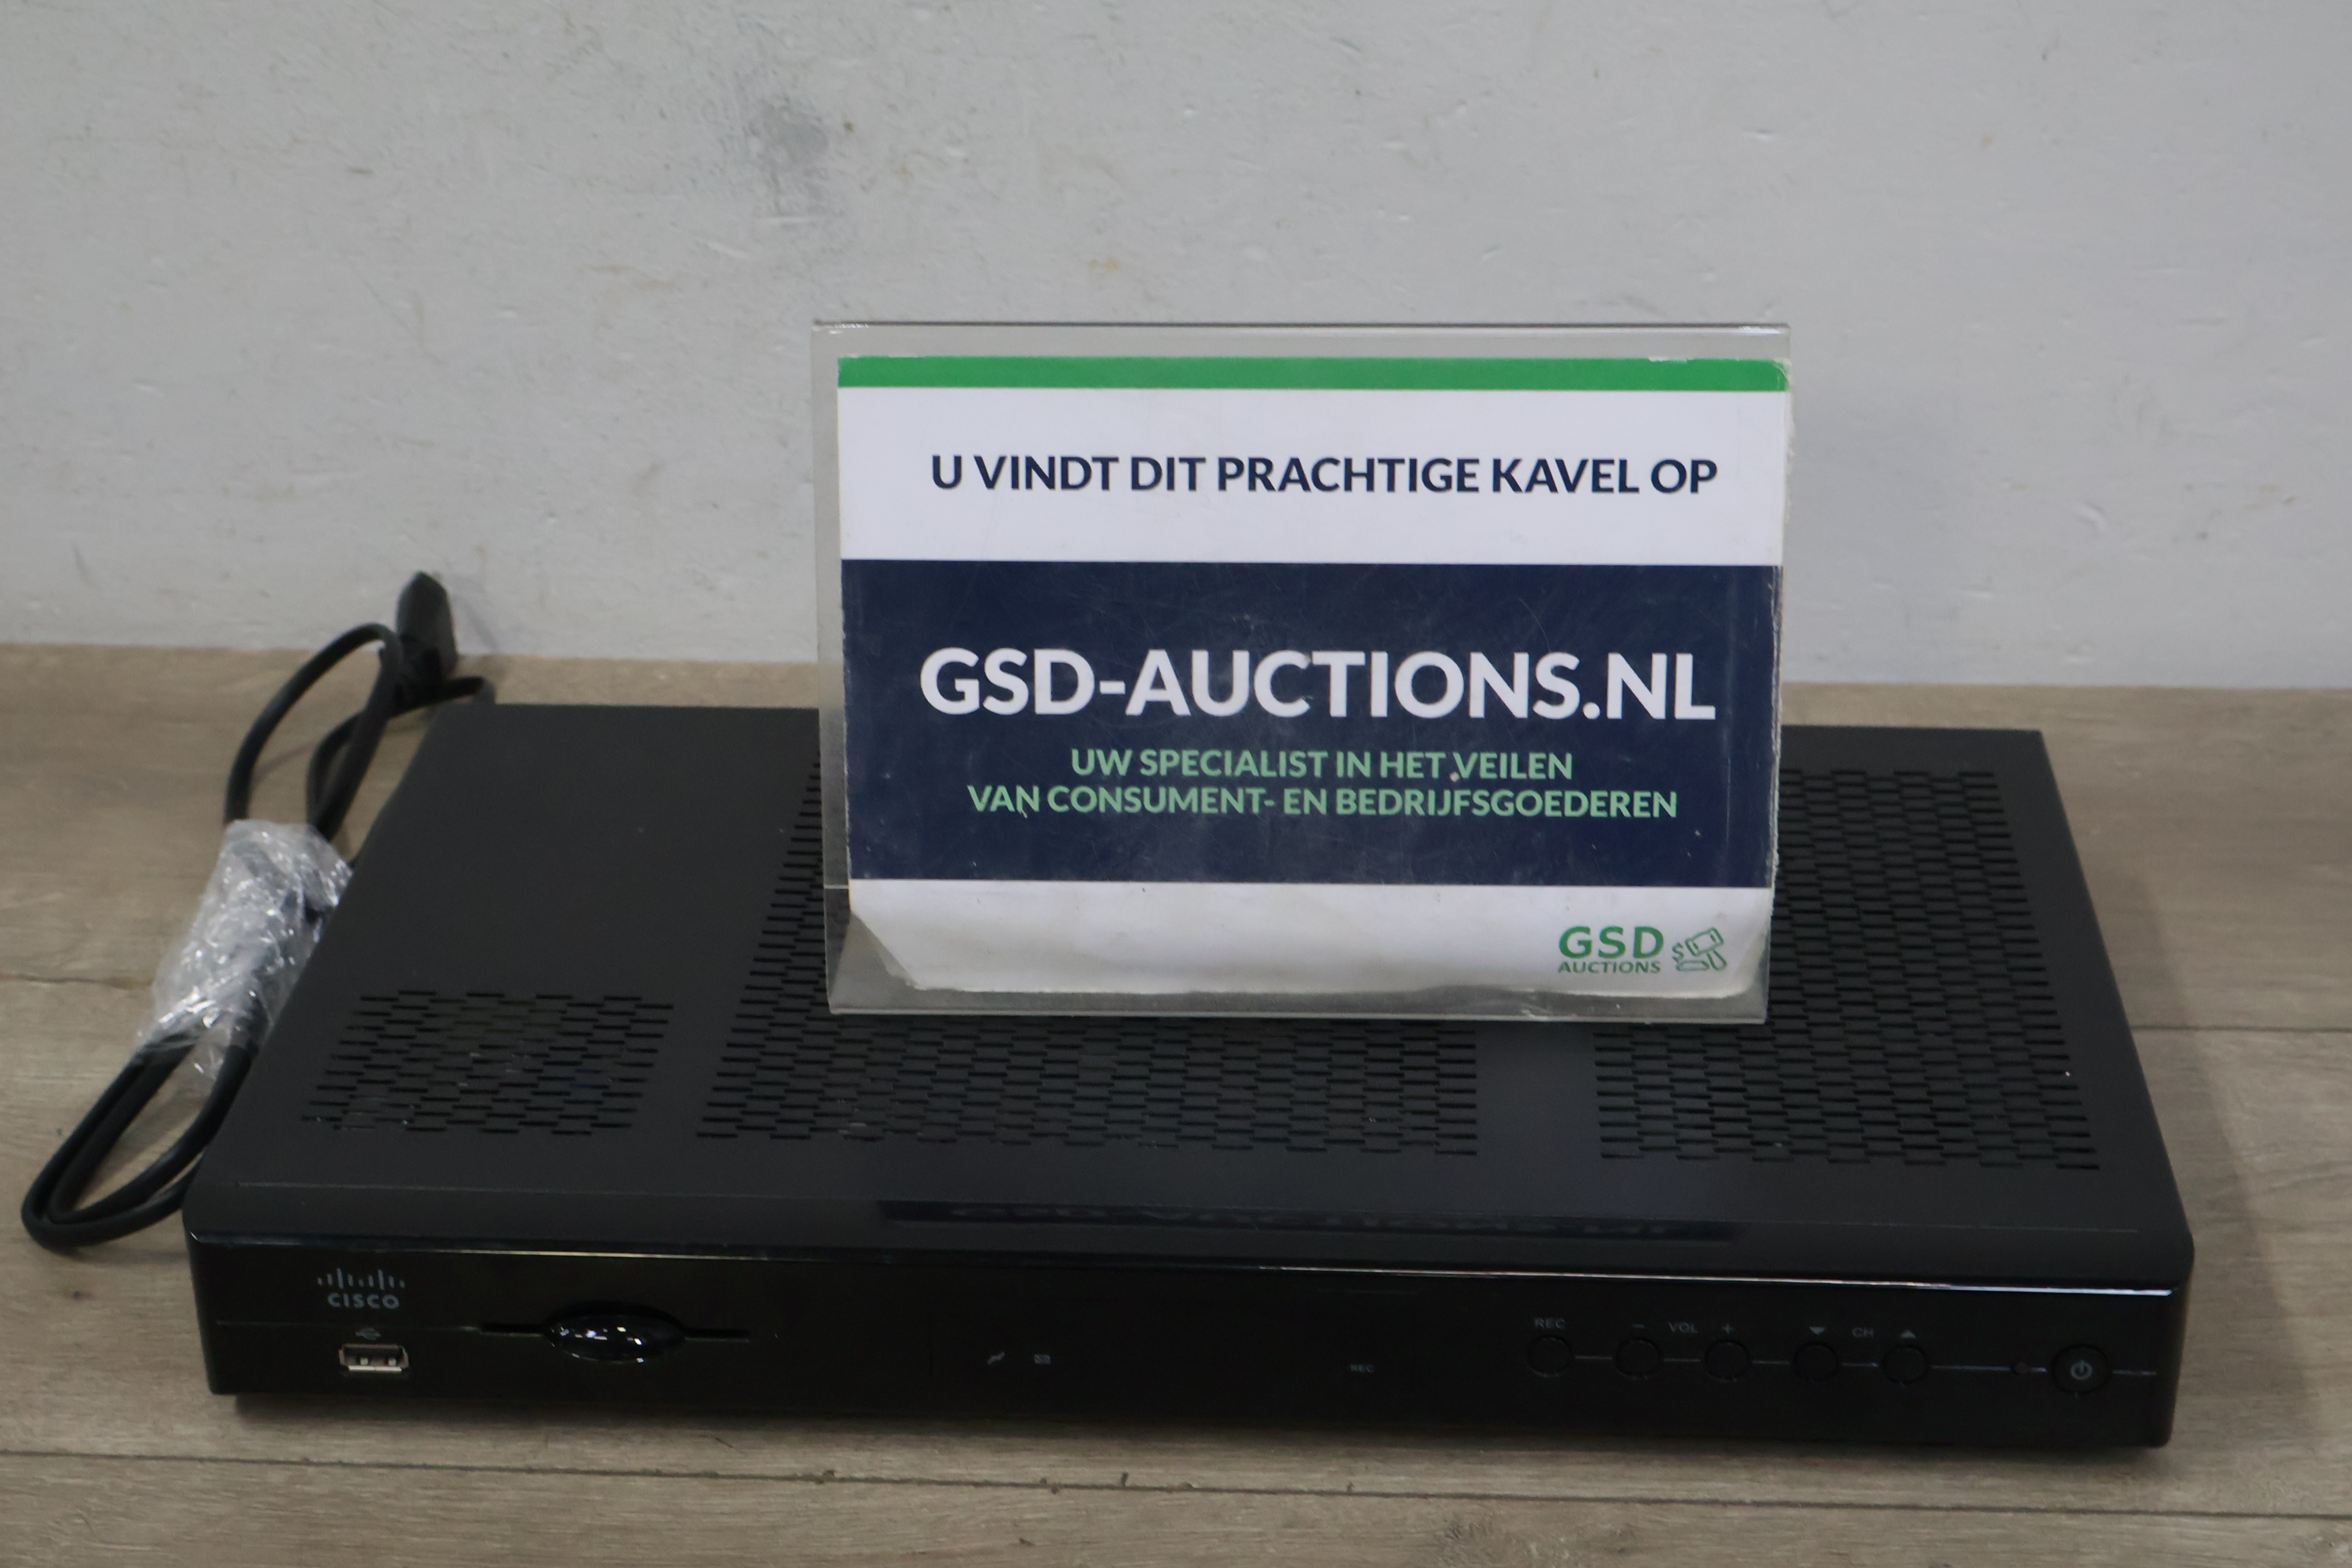 U VINDT DIT PRACHTIGE KAVEL OP
GSD-AUCTIONS.NL
UW SPECIALIST IN HET VEILEN
VAN CONSUMENT- EN BEDRIJFSGOEDEREN
GSD
AUCTIONS
CISCO
REC
REC
- VOL +
CH